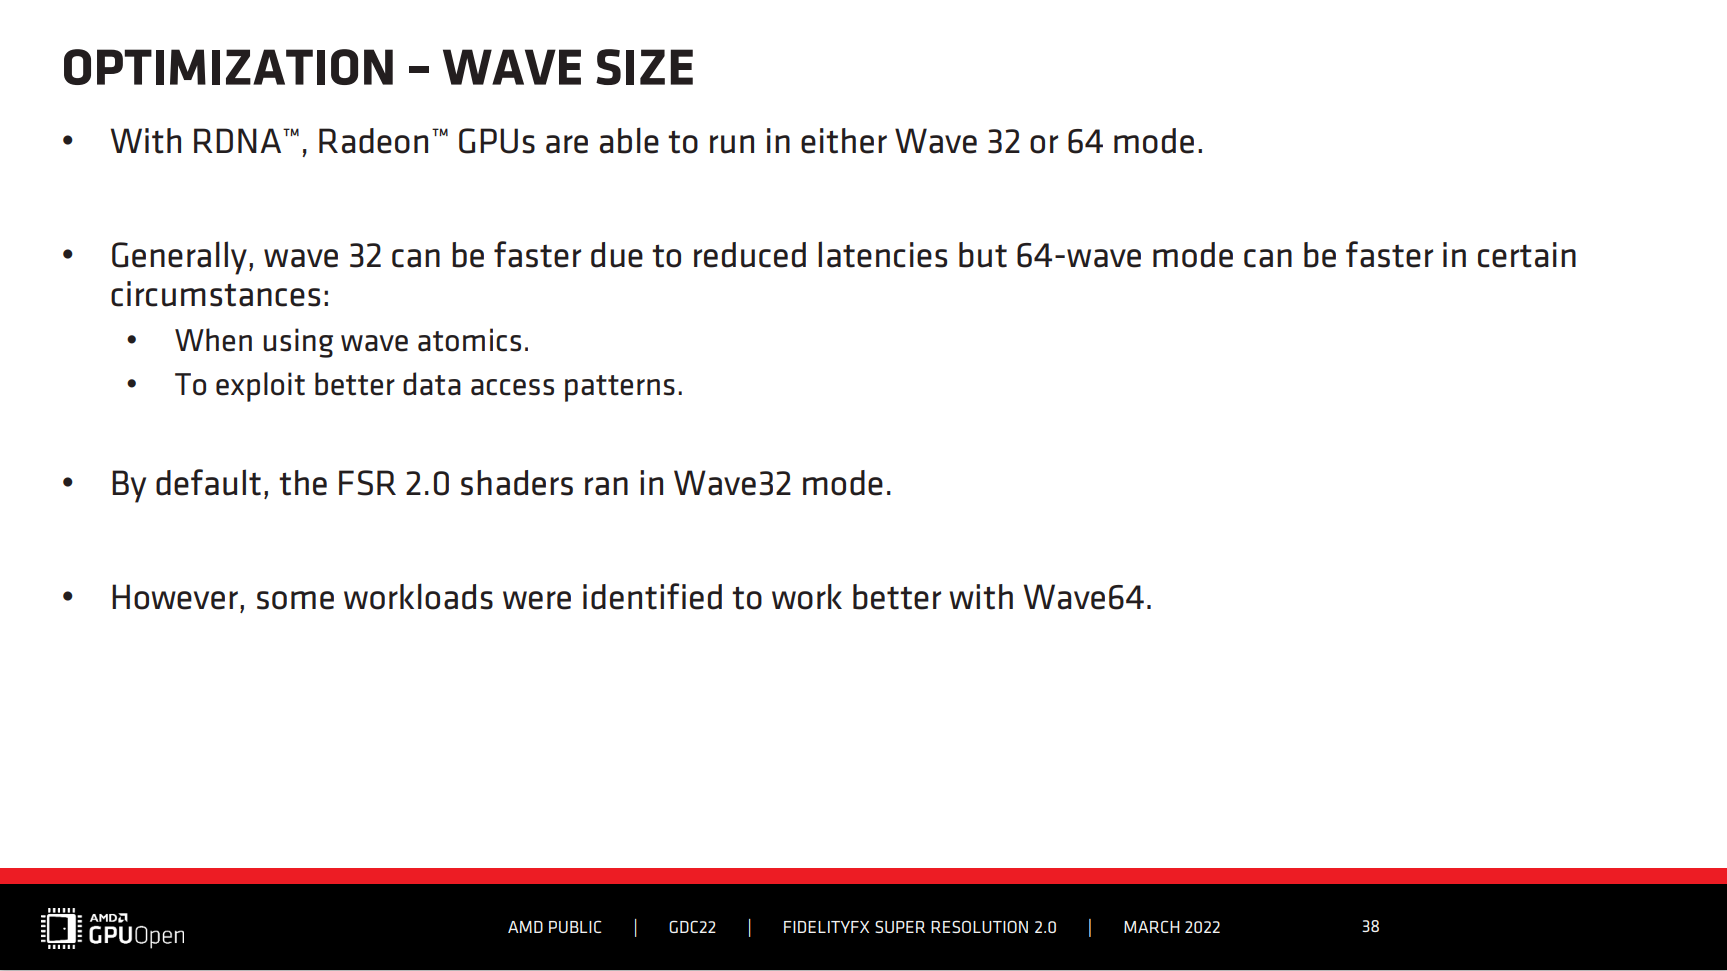 OPTIMIZATION – WAVE SIZE
• With RDNA™, Radeon™ GPUs are able to run in either Wave 32 or 64 mode.
• Generally, wave 32 can be faster due to reduced latencies but 64-wave mode can be faster in certain
circumstances:
• When using wave atomics.
• To exploit better data access patterns.
• By default, the FSR 2.0 shaders ran in Wave32 mode.
• However, some workloads were identified to work better with Wave64.
AMD
GPUOpen
AMD PUBLIC | GDC22 | FIDELITYFX SUPER RESOLUTION 2.0 | MARCH 2022 38